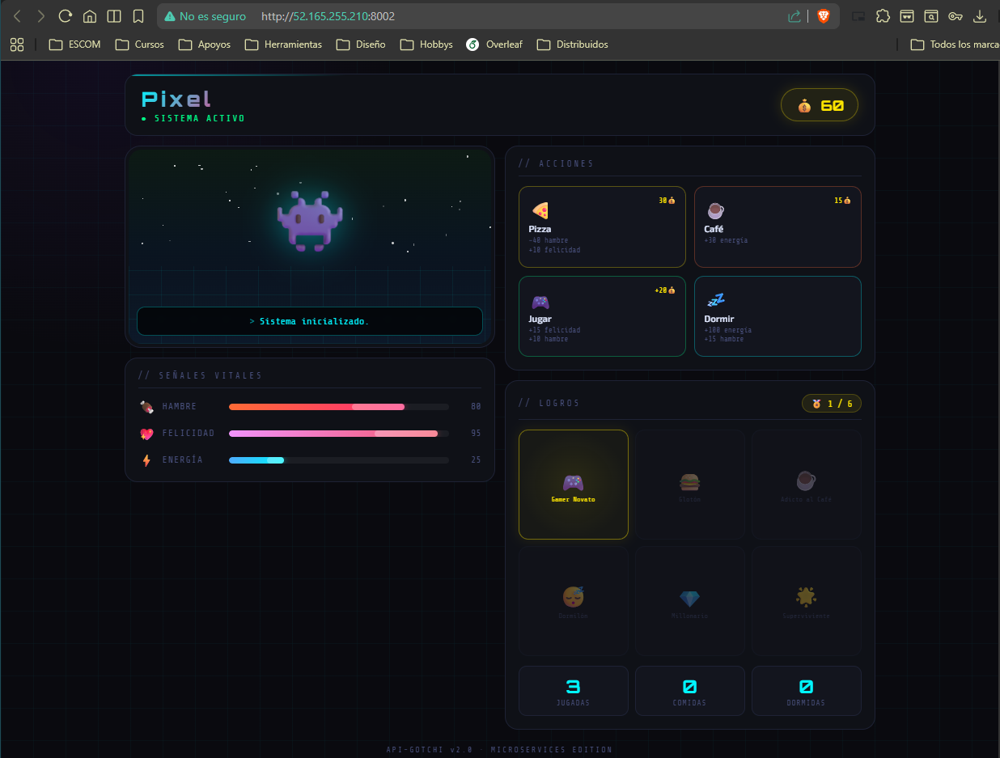 No es seguro http://52.165.255.210:8002
ESCOM Cursos Apoyos Herramientas Diseño Hobbys Overleaf Distribuidos Todos los marca
Pixel
● SISTEMA ACTIVO
60
> Sistema inicializado.
// SEÑALES VITALES
HAMBRE 80
FELICIDAD 95
ENERGÍA 25
// ACCIONES
30
Pizza
-40 hambre
+10 felicidad
15
Café
+30 energía
+20
Jugar
+15 felicidad
+10 hambre
Dormir
+100 energía
+15 hambre
// LOGROS
1 / 6
Gamer Novato
Glotón
Adicto al Café
Dormilón
Millonario
Superviviente
3
JUGADAS
0
COMIDAS
0
DORMIDAS
API-GOTCHI v2.0 · MICROSERVICES EDITION